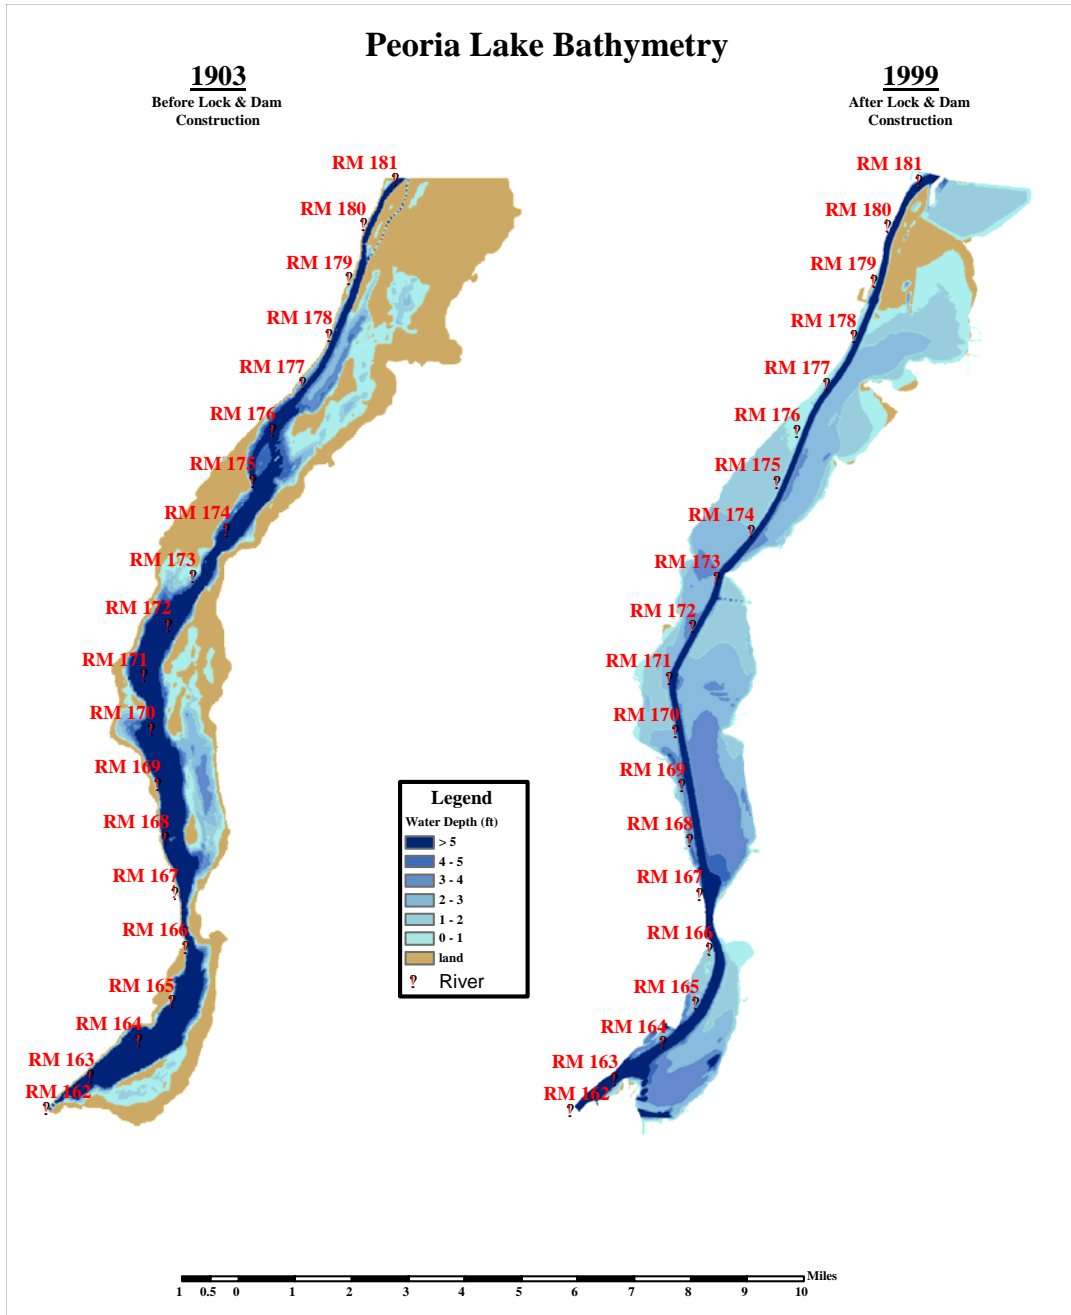 Peoria Lake Bathymetry
1903
Before Lock & Dam
Construction
1999
After Lock & Dam
Construction
RM 181
RM 180
RM 179
RM 178
RM 177
RM 176
RM 175
RM 174
RM 173
RM 172
RM 171
RM 170
RM 169
RM 168
RM 167
RM 166
RM 165
RM 164
RM 163
RM 162
RM 181
RM 180
RM 179
RM 178
RM 177
RM 176
RM 175
RM 174
RM 173
RM 172
RM 171
RM 170
RM 169
RM 168
RM 167
RM 166
RM 165
RM 164
RM 163
RM 162
Legend
Water Depth (ft)
> 5
4 - 5
3 - 4
2 - 3
1 - 2
0 - 1
land
River
Miles
1 0.5 0 1 2 3 4 5 6 7 8 9 10